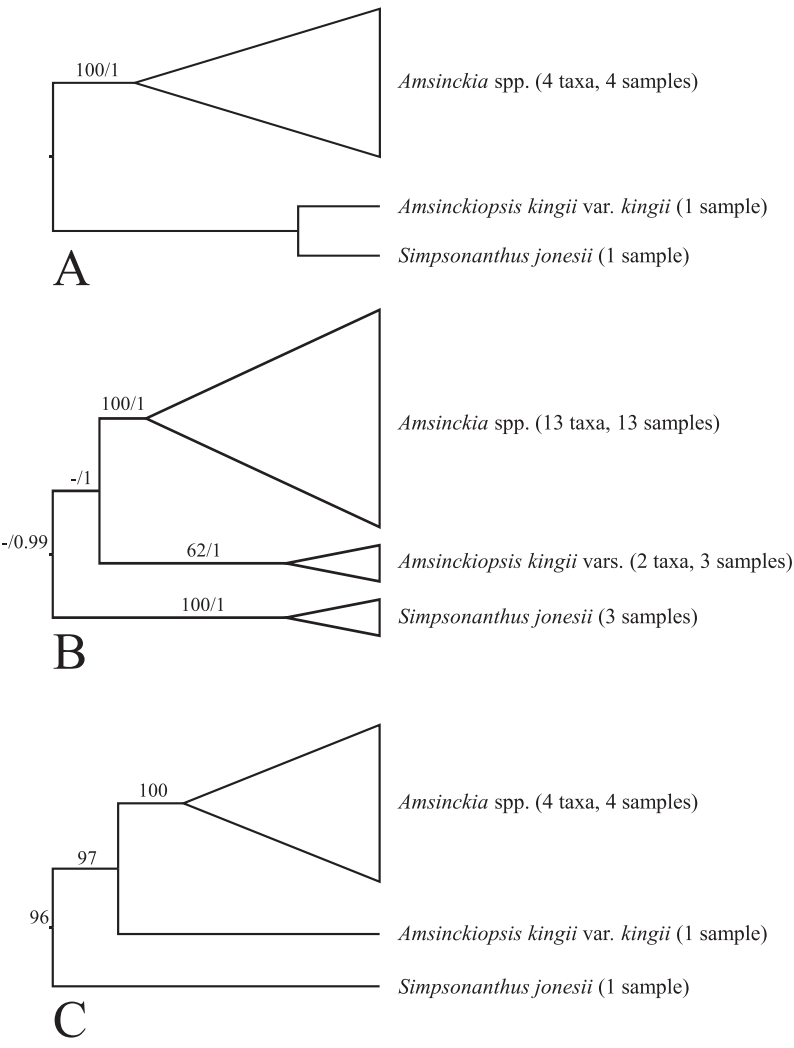 100/1
Amsinckia spp. (4 taxa, 4 samples)
Amsinckiopsis kingii var. kingii (1 sample)
Simpsonanthus jonesii (1 sample)
A
100/1
Amsinckia spp. (13 taxa, 13 samples)
-/1
-/0.99
62/1
Amsinckiopsis kingii vars. (2 taxa, 3 samples)
100/1
Simpsonanthus jonesii (3 samples)
B
100
Amsinckia spp. (4 taxa, 4 samples)
97
96
Amsinckiopsis kingii var. kingii (1 sample)
Simpsonanthus jonesii (1 sample)
C